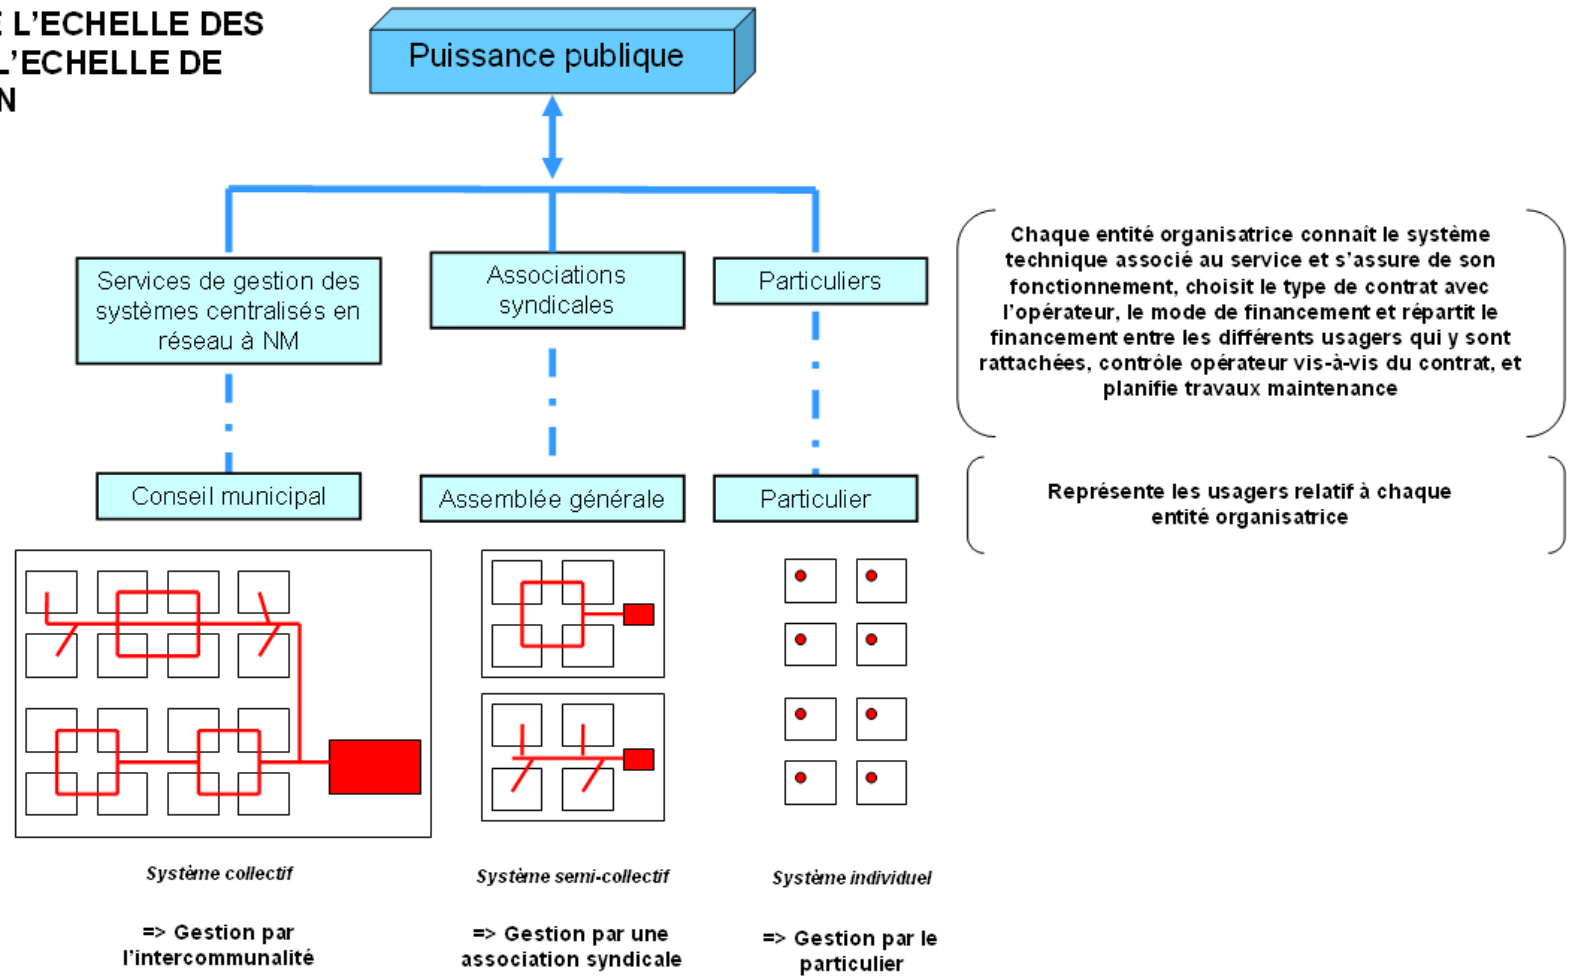 E L'ECHELLE DES
L'ECHELLE DE
N
Puissance publique
Services de gestion des
systèmes centralisés en
réseau à NM
Associations
syndicales
Particuliers
Chaque entité organisatrice connaît le système
technique associé au service et s'assure de son
fonctionnement, choisit le type de contrat avec
l'opérateur, le mode de financement et répartit le
financement entre les différents usagers qui y sont
rattachées, contrôle opérateur vis-à-vis du contrat, et
planifie travaux maintenance
Conseil municipal
Assemblée générale
Particulier
Représente les usagers relatif à chaque
entité organisatrice
Système collectif
Système semi-collectif
Système individuel
=> Gestion par
l'intercommunalité
=> Gestion par une
association syndicale
=> Gestion par le
particulier